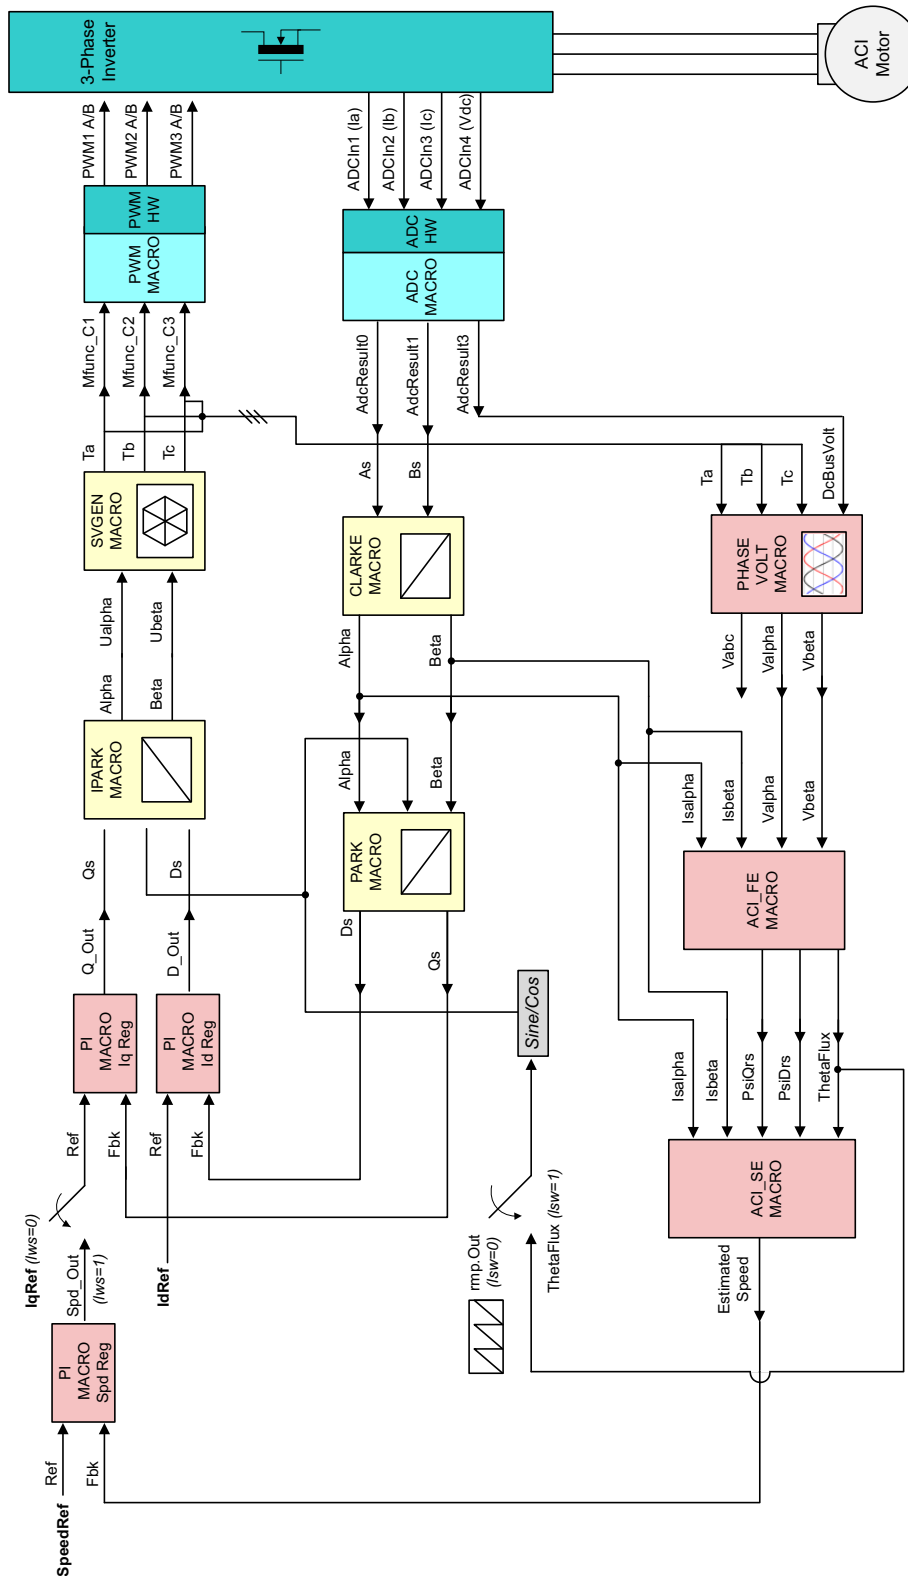 SpeedRef
Ref
Fbk
PI
MACRO
Spd Reg
IqRef (lws=0)
Spd_Out
(lws=1)
Ref
Fbk
PI
MACRO
Iq Reg
Q_Out
Qs
IdRef
Ref
Fbk
PI
MACRO
Id Reg
D_Out
Ds
IPARK
MACRO
Alpha
Beta
Ualpha
Ubeta
SVGEN
MACRO
Ta
Tb
Tc
Mfunc_C1
Mfunc_C2
Mfunc_C3
PWM
MACRO
PWM
HW
PWM1 A/B
PWM2 A/B
PWM3 A/B
3-Phase
Inverter
rmp.Out
(lsw=0)
ThetaFlux (lsw=1)
Sine/Cos
Ds
Qs
PARK
MACRO
Alpha
Beta
Alpha
Beta
CLARKE
MACRO
As
Bs
AdcResult0
AdcResult1
AdcResult3
ADC
MACRO
ADC
HW
ADCIn1 (Ia)
ADCIn2 (Ib)
ADCIn3 (Ic)
ADCIn4 (Vdc)
Estimated
Speed
ACI_SE
MACRO
Isalpha
Isbeta
PsiQrs
PsiDrs
ThetaFlux
ACI_FE
MACRO
Isalpha
Isbeta
Valpha
Vbeta
Vabc
Valpha
Vbeta
PHASE
VOLT
MACRO
Ta
Tb
Tc
DcBusVolt
ACI
Motor